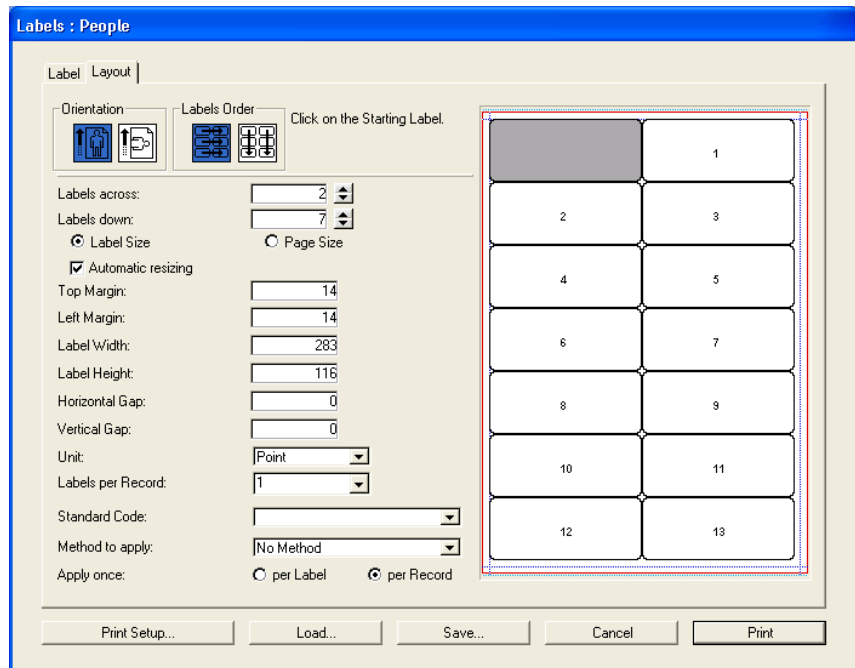 Labels : People
Label Layout
Orientation Labels Order Click on the Starting Label.
Labels across: 2
Labels down: 7
Label Size Page Size
Automatic resizing
Top Margin: 14
Left Margin: 14
Label Width: 283
Label Height: 116
Horizontal Gap: 0
Vertical Gap: 0
Unit: Point
Labels per Record: 1
Standard Code:
Method to apply: No Method
Apply once: per Label per Record
1
2 3
4 5
6 7
8 9
10 11
12 13
Print Setup... Load... Save... Cancel Print